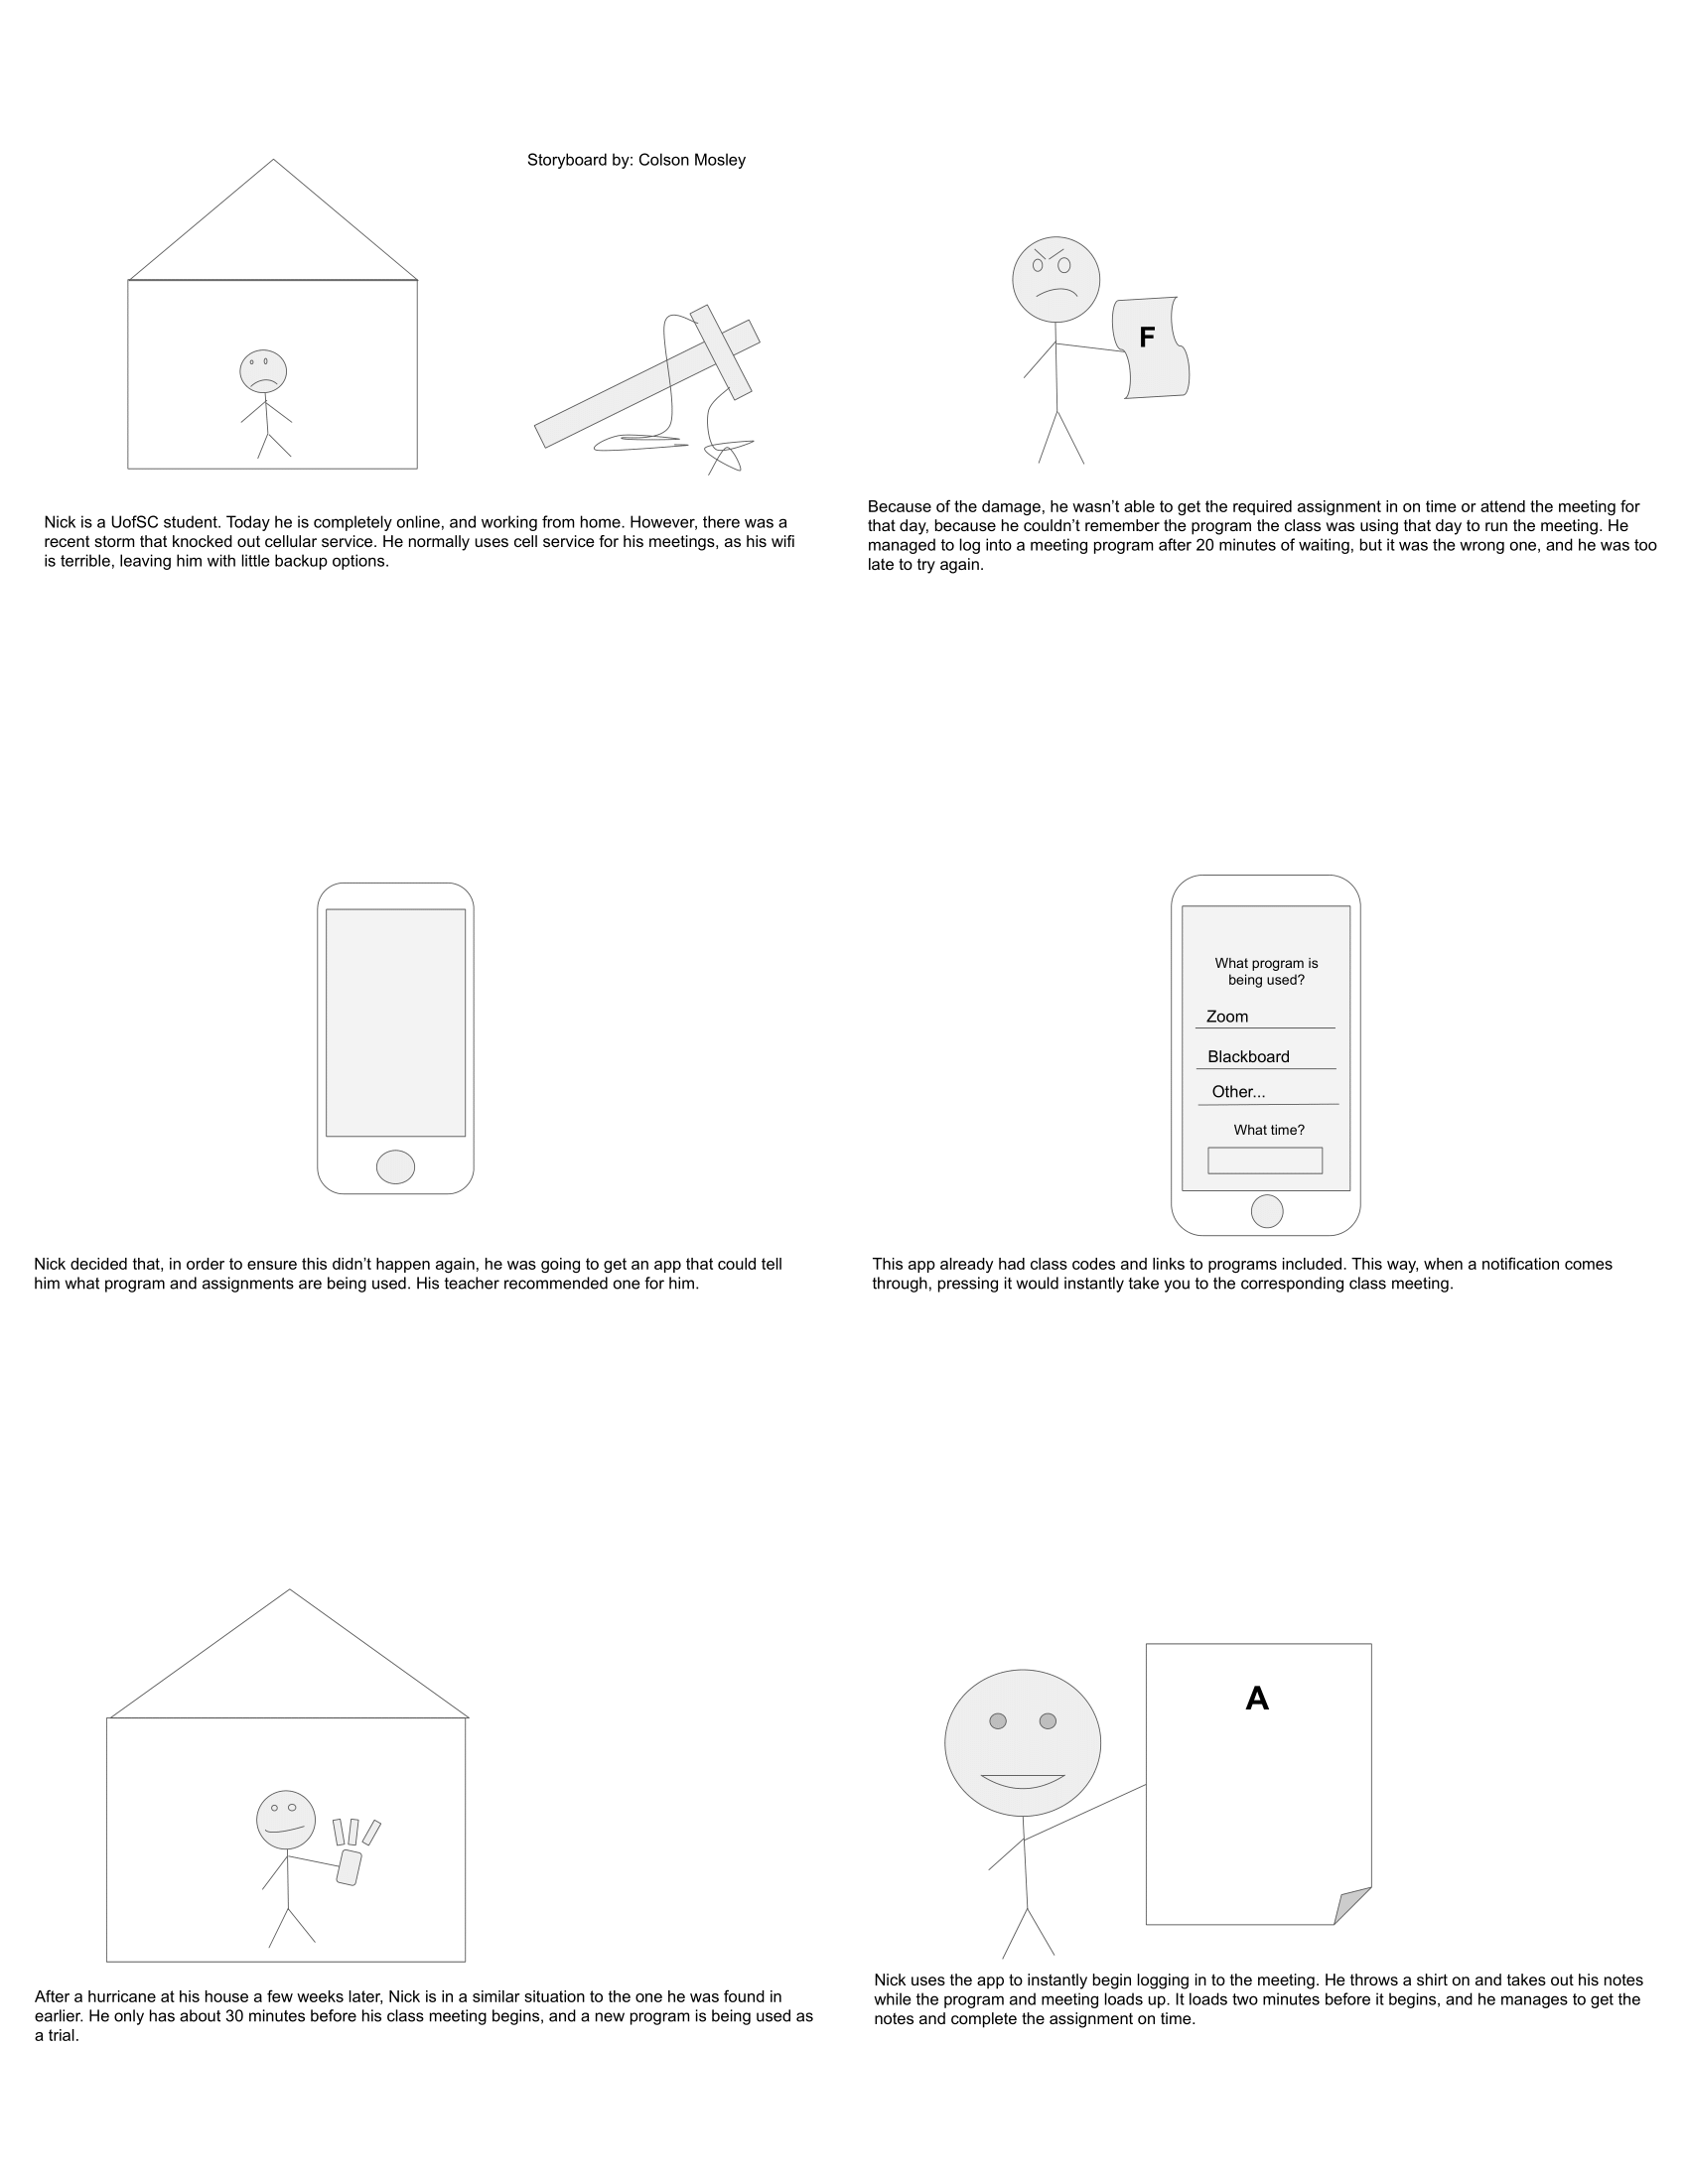 Storyboard by: Colson Mosley
F
Nick is a UofSC student. Today he is completely online, and working from home. However, there was a
recent storm that knocked out cellular service. He normally uses cell service for his meetings, as his wifi
is terrible, leaving him with little backup options.
Because of the damage, he wasn’t able to get the required assignment in on time or attend the meeting for
that day, because he couldn’t remember the program the class was using that day to run the meeting. He
managed to log into a meeting program after 20 minutes of waiting, but it was the wrong one, and he was too
late to try again.
Nick decided that, in order to ensure this didn’t happen again, he was going to get an app that could tell
him what program and assignments are being used. His teacher recommended one for him.
What program is
being used?
Zoom
Blackboard
Other...
What time?
This app already had class codes and links to programs included. This way, when a notification comes
through, pressing it would instantly take you to the corresponding class meeting.
After a hurricane at his house a few weeks later, Nick is in a similar situation to the one he was found in
earlier. He only has about 30 minutes before his class meeting begins, and a new program is being used as
a trial.
A
Nick uses the app to instantly begin logging in to the meeting. He throws a shirt on and takes out his notes
while the program and meeting loads up. It loads two minutes before it begins, and he manages to get the
notes and complete the assignment on time.